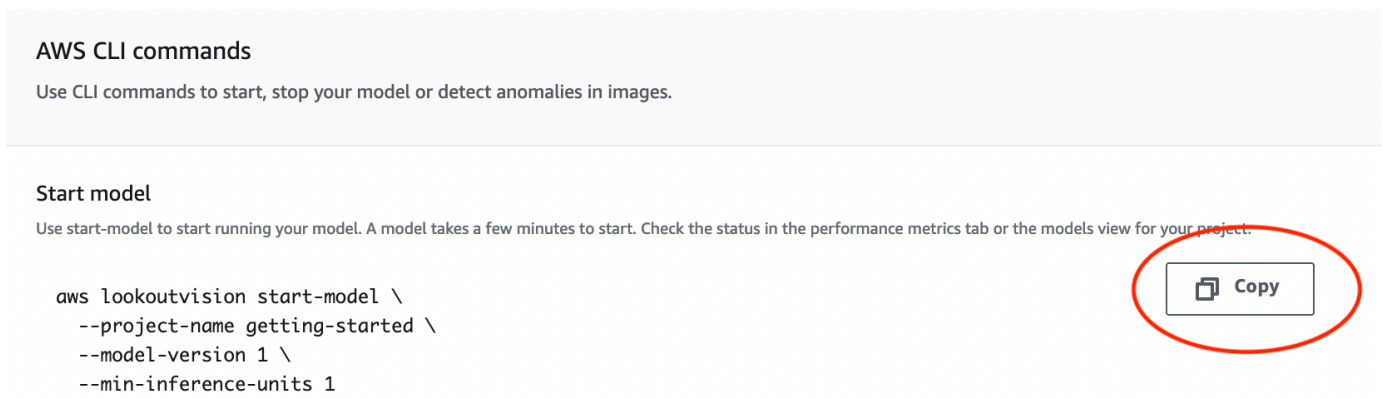 AWS CLI commands
Use CLI commands to start, stop your model or detect anomalies in images.
Start model
Use start-model to start running your model. A model takes a few minutes to start. Check the status in the performance metrics tab or the models view for your project.
Copy
aws lookoutvision start-model \
--project-name getting-started \
--model-version 1 \
--min-inference-units 1